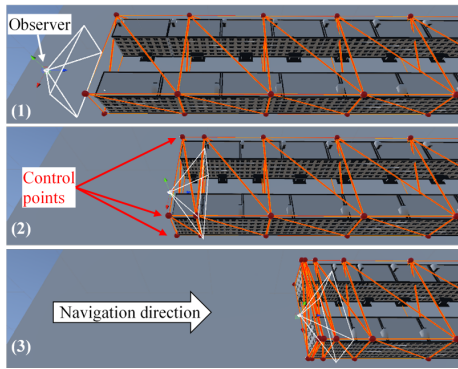 Observer
(1)
Control
points
(2)
Navigation direction
(3)